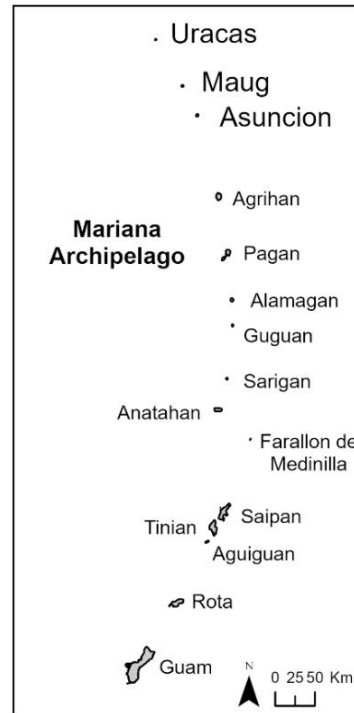 Uracas
Maug
Asuncion
Agrihan
Mariana
Archipelago
Pagan
Alamagan
Guguan
Sarigan
Anatahan
Farallon de
Medinilla
Saipan
Tinian
Aguiguan
Rota
Guam
N
0 25 50 Km